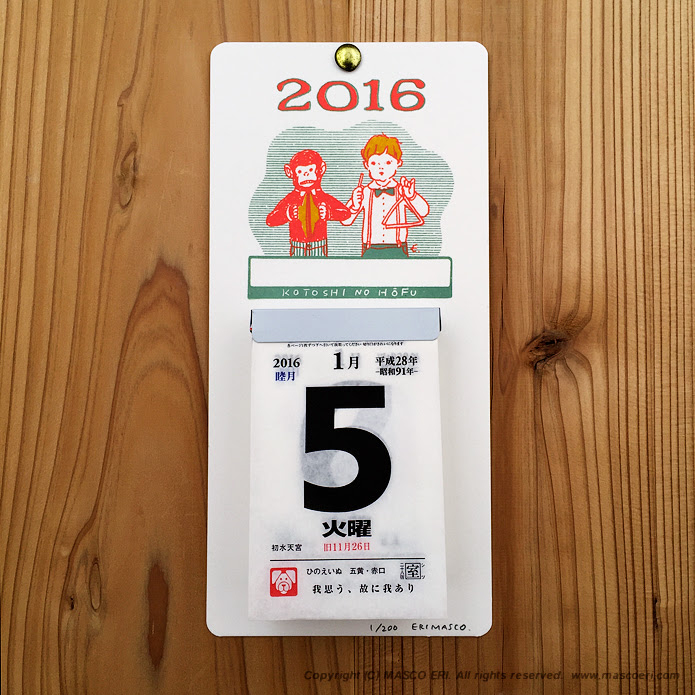 2016
KOTOSHI NO HŌFU
2016
睦月
1月
平成28年
-昭和91年-
5
火曜
初水天宮
旧11月26日
ひのえいぬ 五黄・赤口
室
我思う、故に我あり
1/200 ERIMASCO.
Copyright (C) MASCO ERI. All rights reserved. www.mascoeri.com